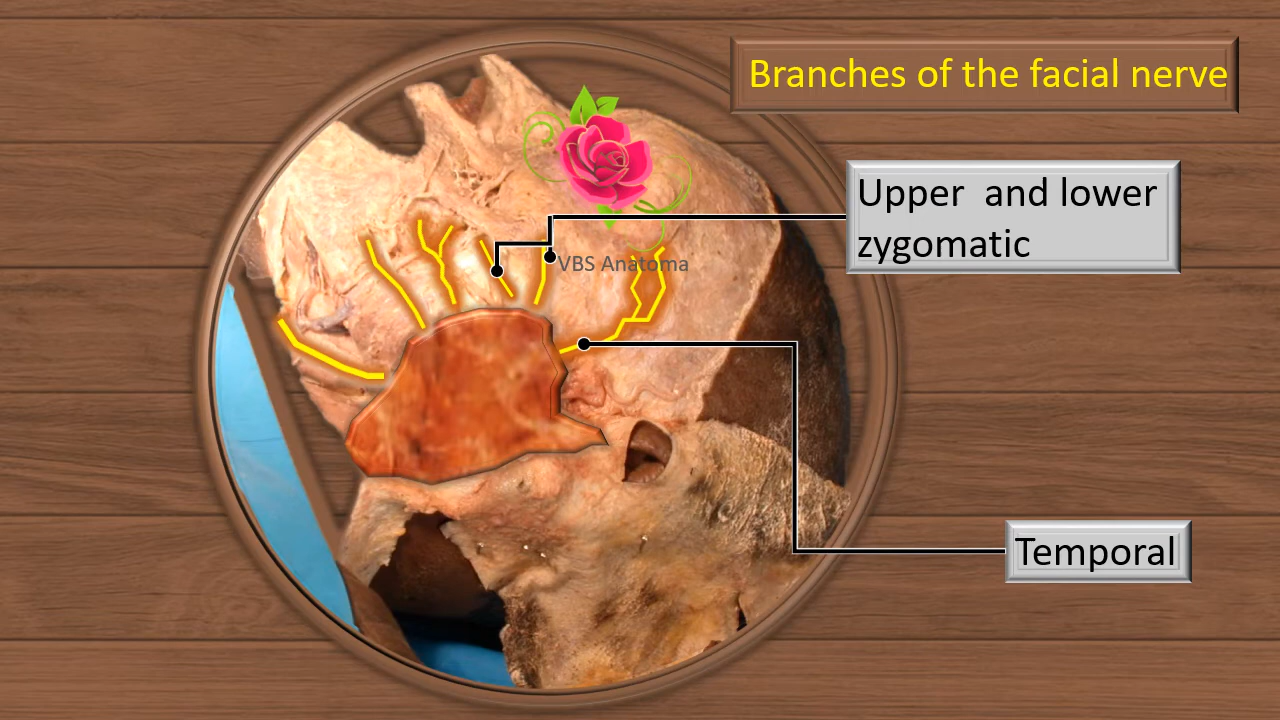 Branches of the facial nerve
Upper  and lower
zygomatic
VBS Anatoma
Temporal